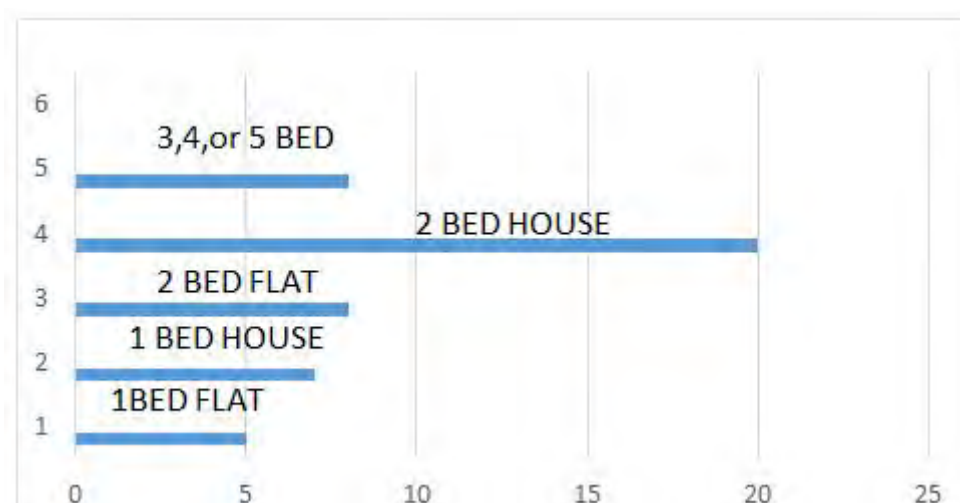 6
3,4,or 5 BED
5
2 BED HOUSE
4
2 BED FLAT
3
1 BED HOUSE
2
1BED FLAT
1
0 5 10 15 20 25